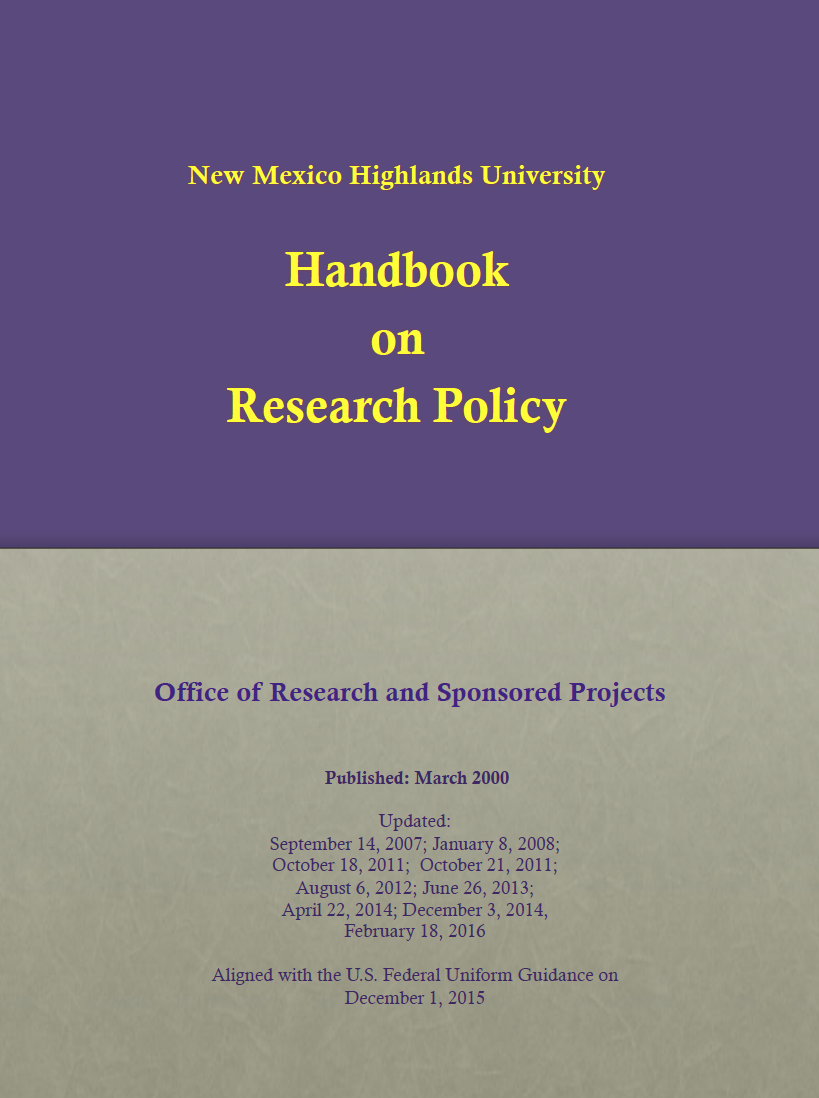 New Mexico Highlands University
Handbook
on
Research Policy
Office of Research and Sponsored Projects
Published: March 2000
Updated:
September 14, 2007; January 8, 2008;
October 18, 2011;  October 21, 2011;
August 6, 2012; June 26, 2013;
April 22, 2014; December 3, 2014,
February 18, 2016
Aligned with the U.S. Federal Uniform Guidance on
December 1, 2015